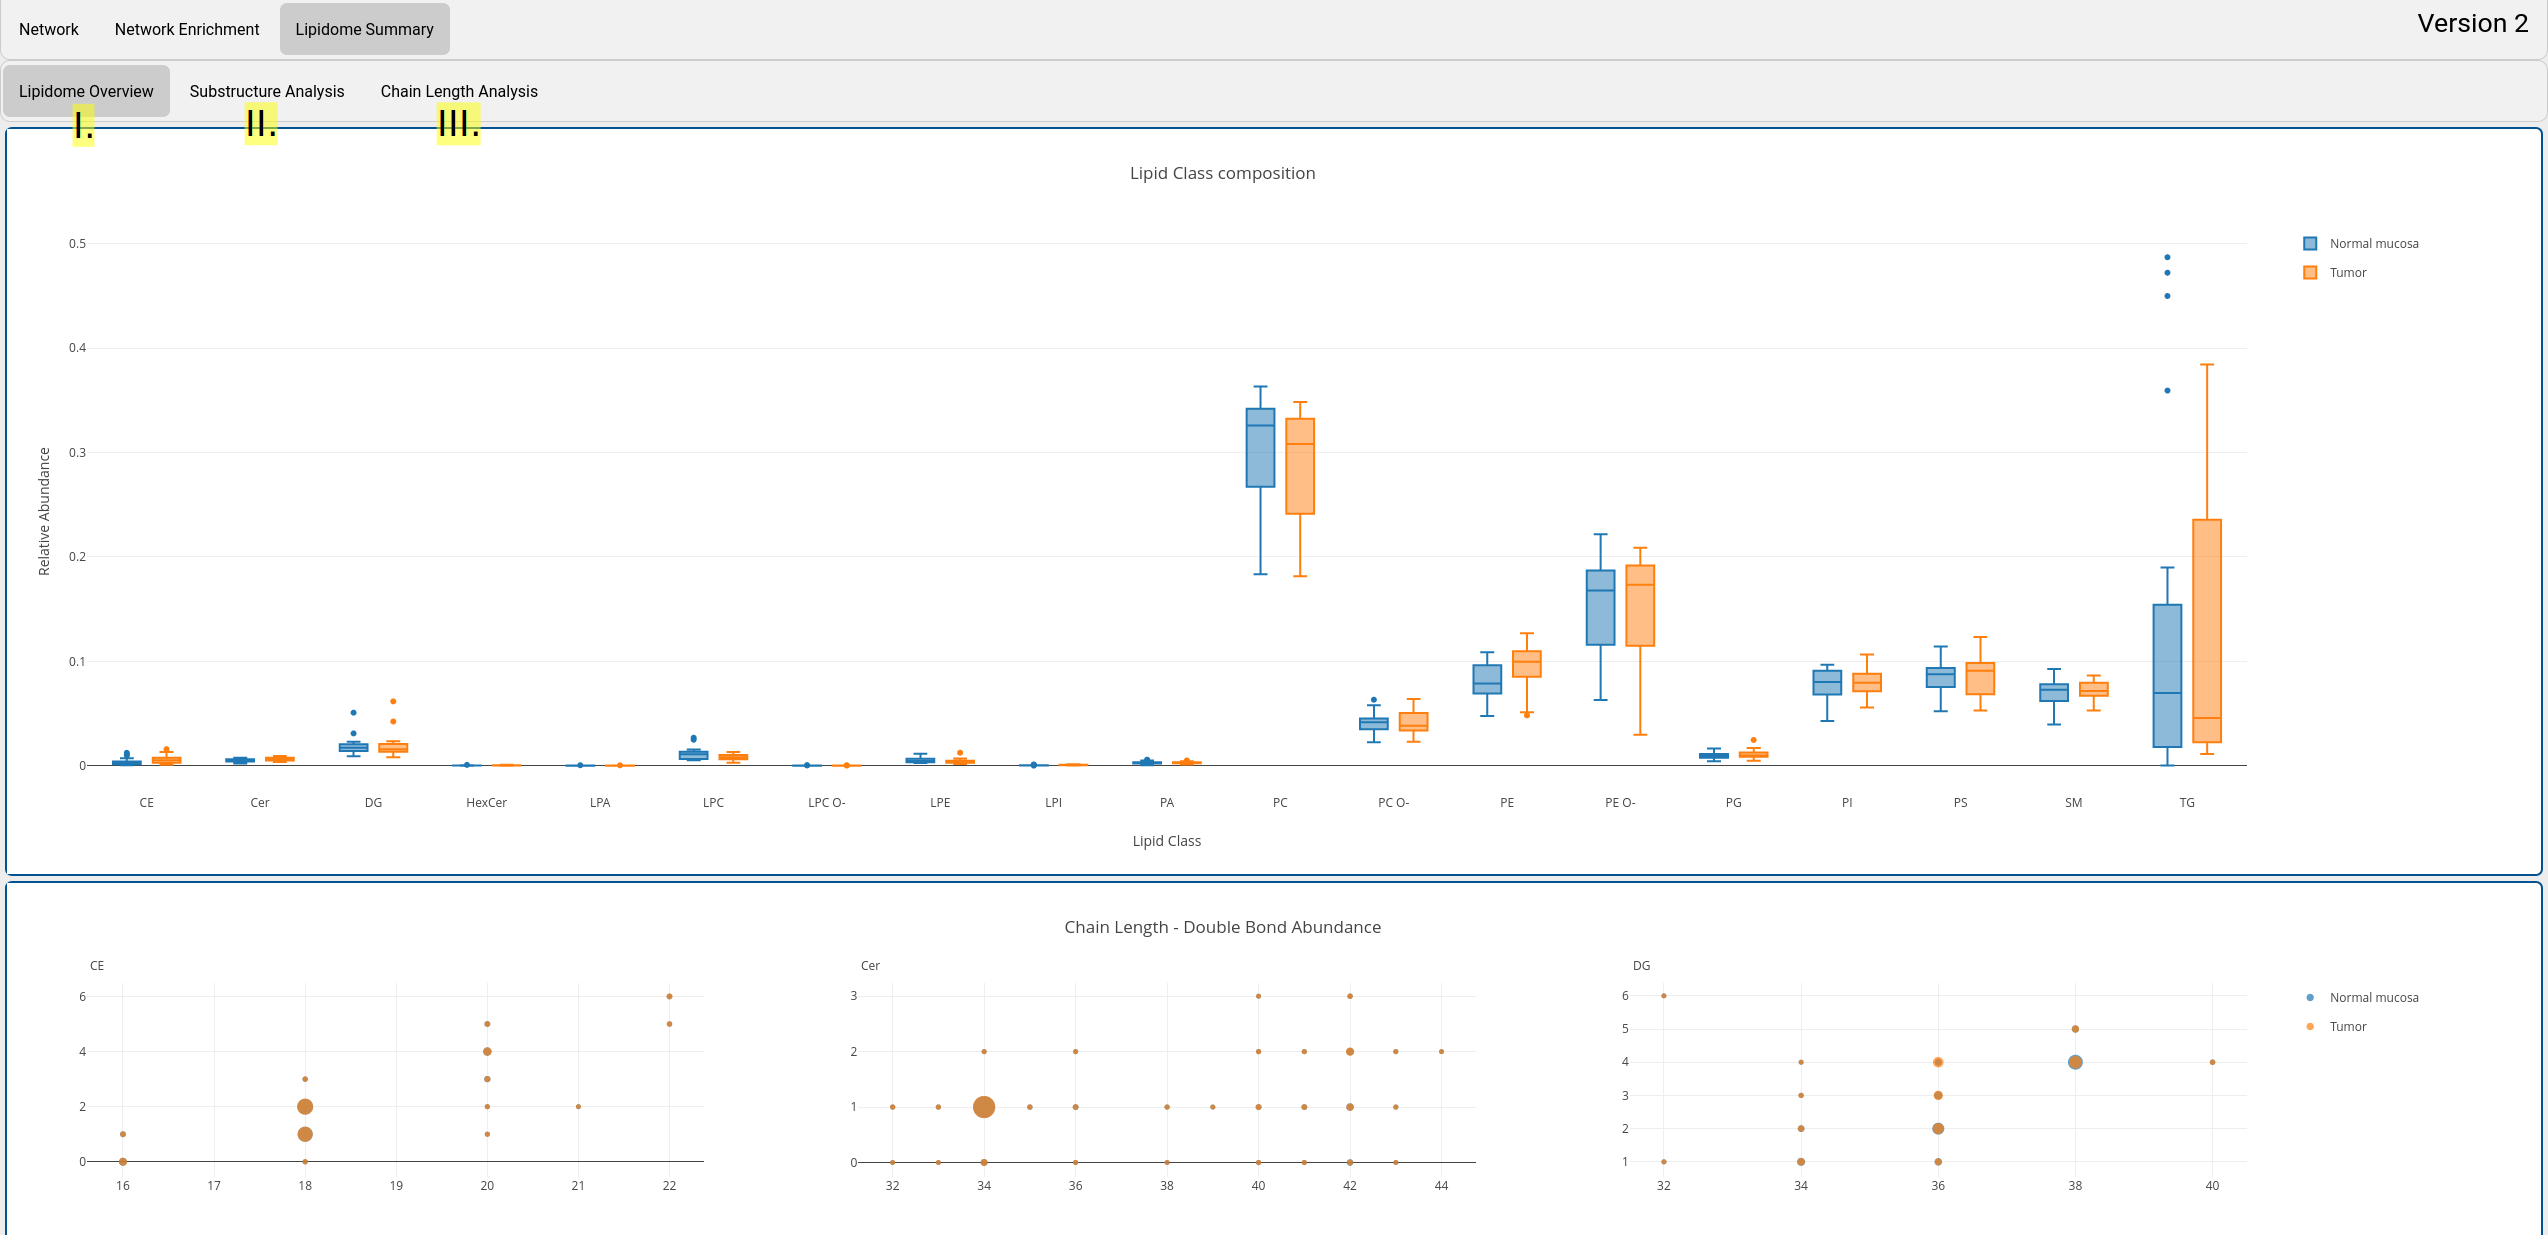 Network Network Enrichment Lipidome Summary Version 2
Lipidome Overview Substructure Analysis Chain Length Analysis
I. II. III.
Lipid Class composition
Normal mucosa
Tumor
Relative Abundance
0.5
0.4
0.3
0.2
0.1
0
CE Cer DG HexCer LPA LPC LPC O- LPE LPI PA PC PC O- PE PE O- PG PI PS SM TG
Lipid Class
Chain Length - Double Bond Abundance
CE
6
4
2
0
16 17 18 19 20 21 22
Cer
3
2
1
0
32 34 36 38 40 42 44
DG
6
5
4
3
2
1
32 34 36 38 40
Normal mucosa
Tumor